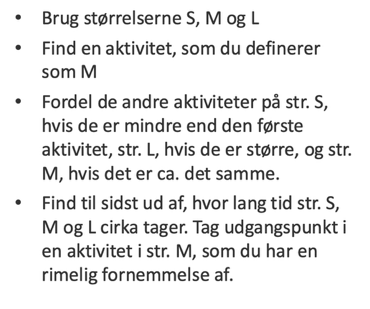 • Brug størrelserne S, M og L
• Find en aktivitet, som du definerer
som M
• Fordel de andre aktiviteter på str. S,
hvis de er mindre end den første
aktivitet, str. L, hvis de er større, og str.
M, hvis det er ca. det samme.
• Find til sidst ud af, hvor lang tid str. S,
M og L cirka tager. Tag udgangspunkt i
en aktivitet i str. M, som du har en
rimelig fornemmelse af.